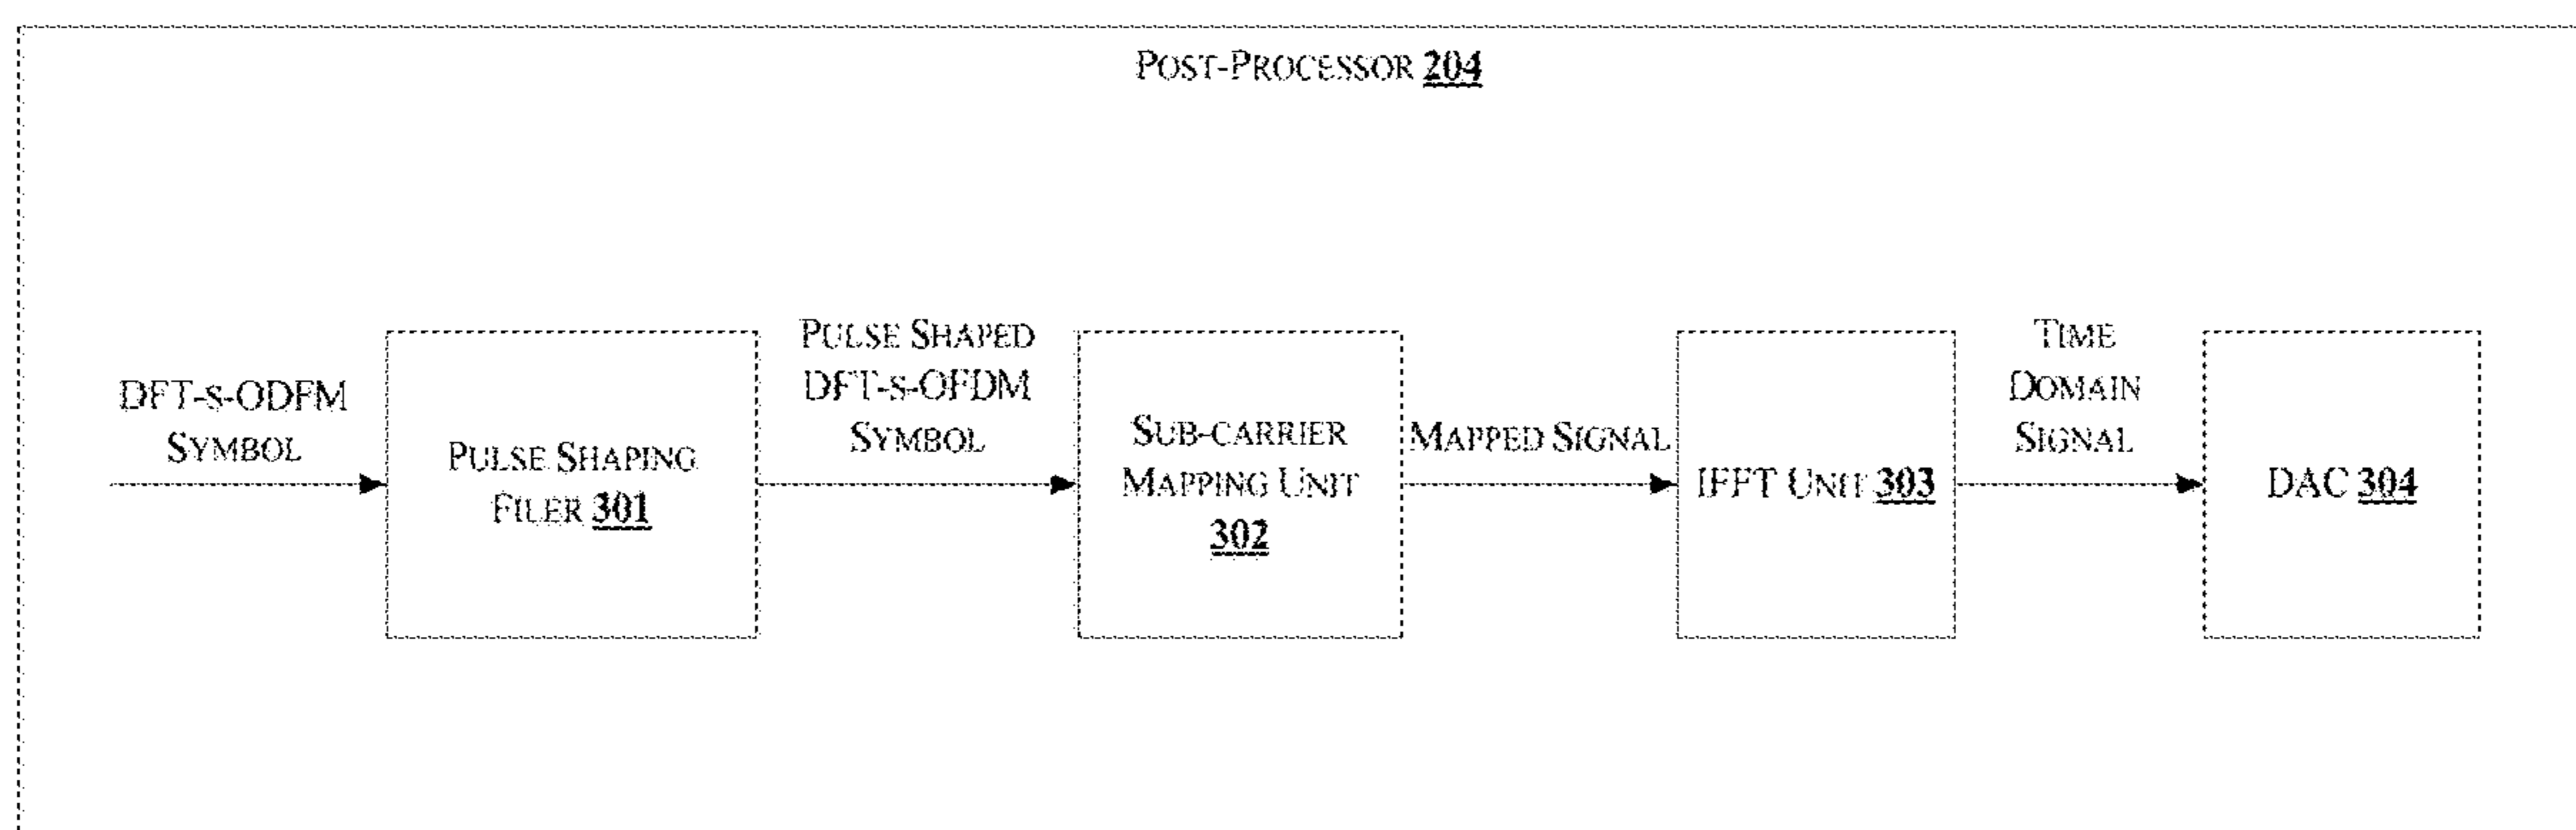 POST-PROCESSOR 204
DFT-S-ODFM
SYMBOL
PULSE SHAPING
FILER 301
PULSE SHAPED
DFT-S-OFDM
SYMBOL
SUB-CARRIER
MAPPING UNIT
302
MAPPED SIGNAL
IFFT UNIT 303
TIME
DOMAIN
SIGNAL
DAC 304